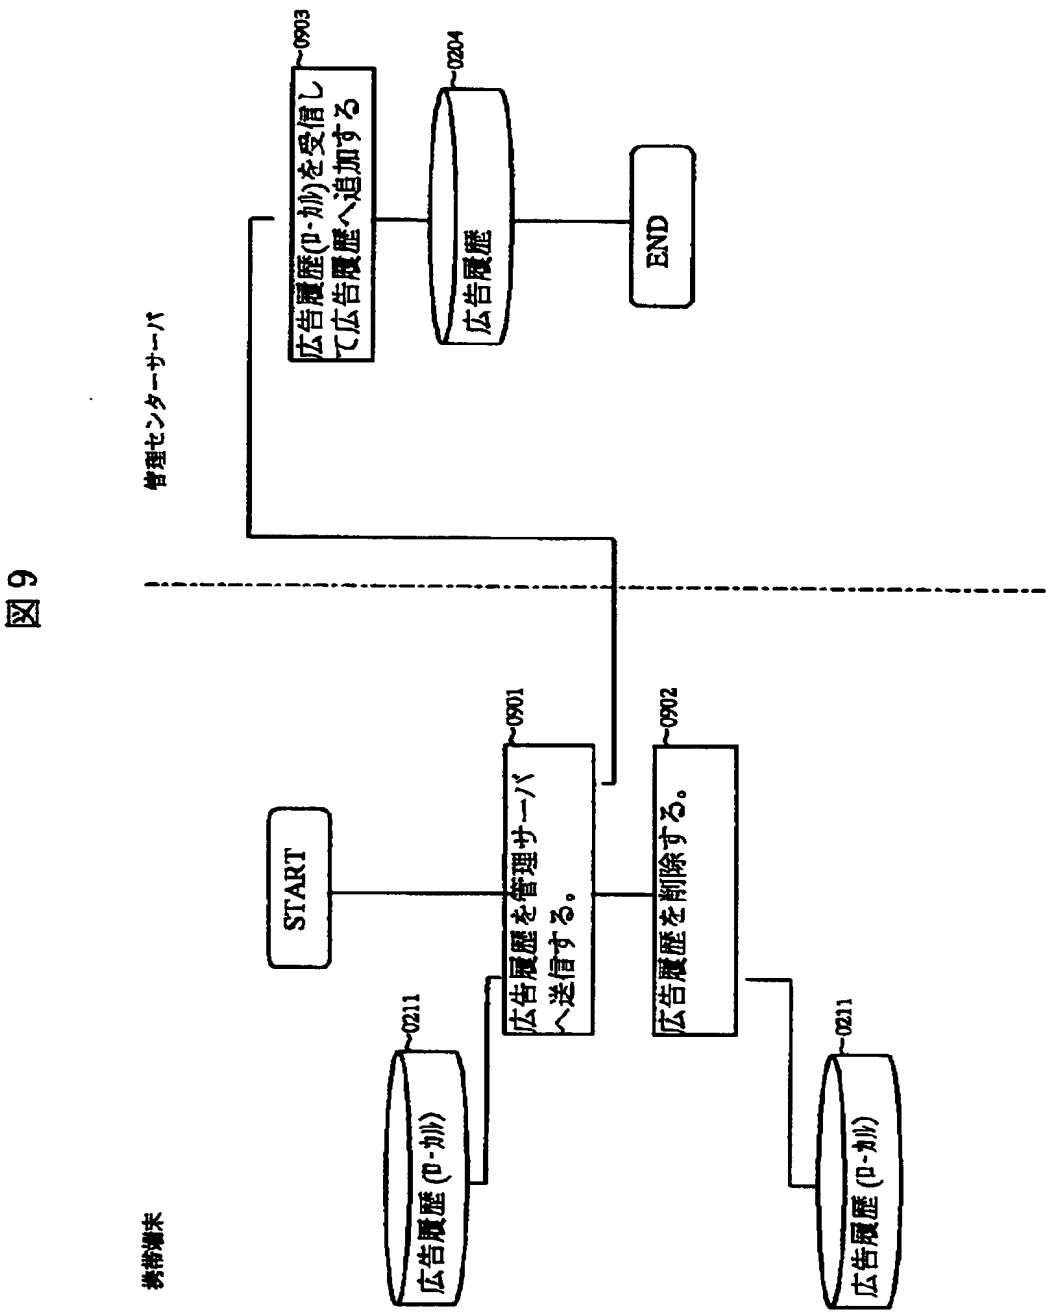 図9
携帯端末
管理センターサーバ
START
広告履歴 (ﾛ-ｶﾙ)
0211
広告履歴を管理サーバ
へ送信する。
0901
広告履歴を削除する。
0902
広告履歴 (ﾛ-ｶﾙ)
0211
広告履歴(ﾛ-ｶﾙ)を受信し
て広告履歴へ追加する
0903
広告履歴
0204
END